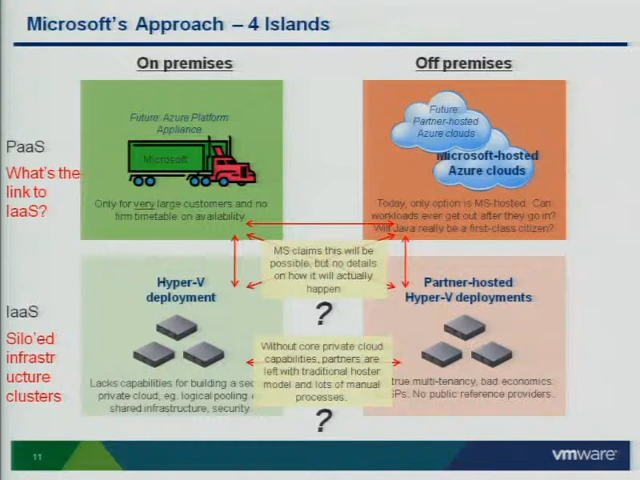 Microsoft's Approach – 4 Islands
On premises
Off premises
PaaS
What's the
link to
IaaS?
Future: Azure Platform
Appliance
Microsoft
Only for very large customers and no
firm timetable on availability.
Future:
Partner-hosted
Azure clouds
Microsoft-hosted
Azure clouds
Today, only option is MS-hosted. Can
workloads ever get out after they go in?
Will Java really be a first-class citizen?
MS claims this will be
possible, but no details
on how it will actually
happen
?
IaaS
Silo'ed
infrastr
ucture
clusters
Hyper-V
deployment
Lacks capabilities for building a
private cloud, eg. logical pooling
shared infrastructure, security
Without core private cloud
capabilities, partners are
left with traditional hoster
model and lots of manual
processes.
?
Partner-hosted
Hyper-V deployments
true multi-tenancy, bad economics.
No public reference providers.
11
vmware